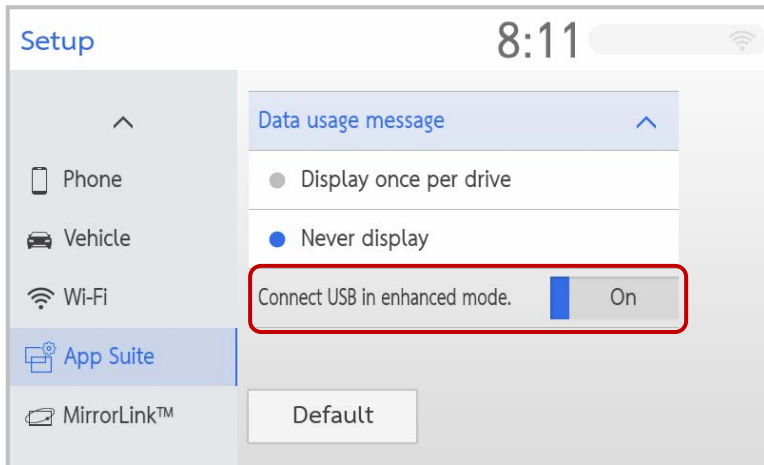 Setup
8:11
Data usage message
Phone
Display once per drive
Vehicle
Never display
Wi-Fi
Connect USB in enhanced mode.
On
App Suite
MirrorLink™
Default